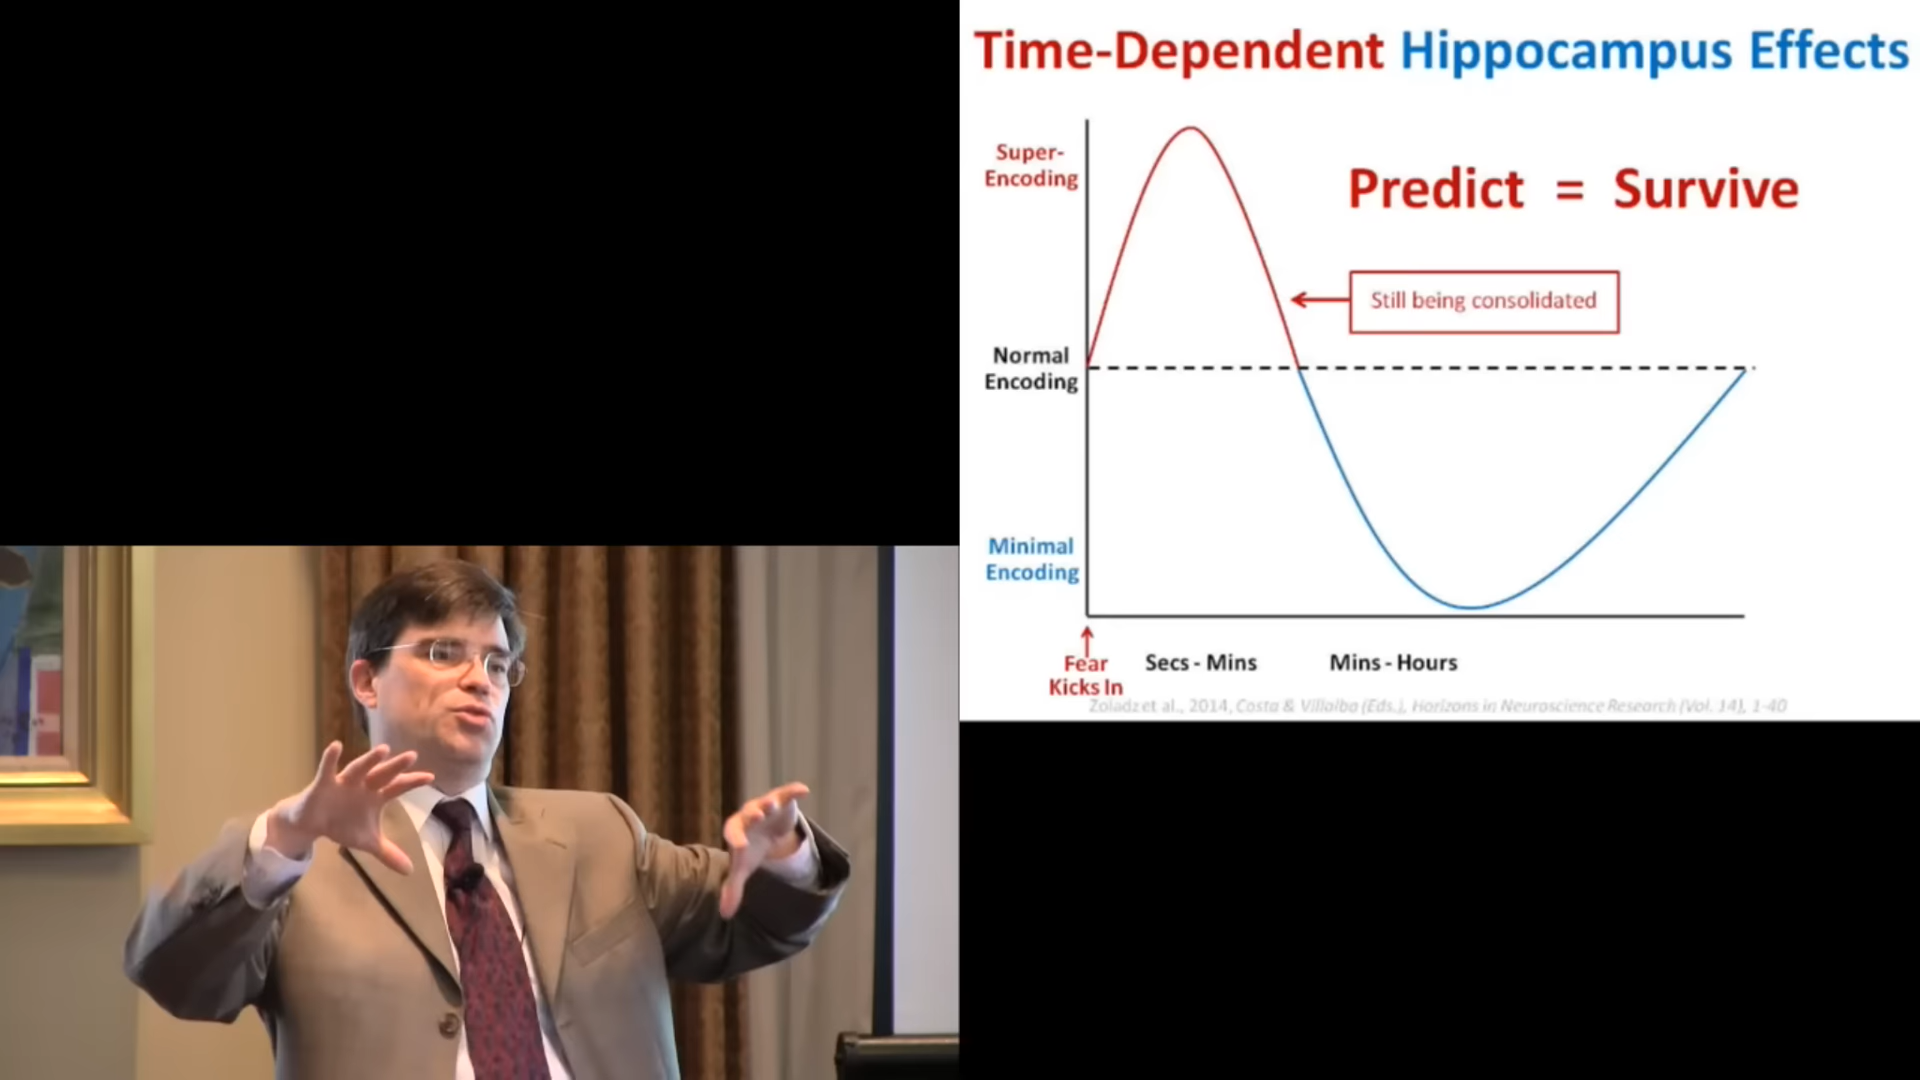 Time-Dependent Hippocampus Effects
Super-
Encoding
Predict = Survive
Still being consolidated
Normal
Encoding
Minimal
Encoding
Fear
Kicks In
Secs - Mins
Mins - Hours
Zoladz et al., 2014, Costa & Villalba (Eds.), Horizons in Neuroscience Research (Vol. 14), 1-40